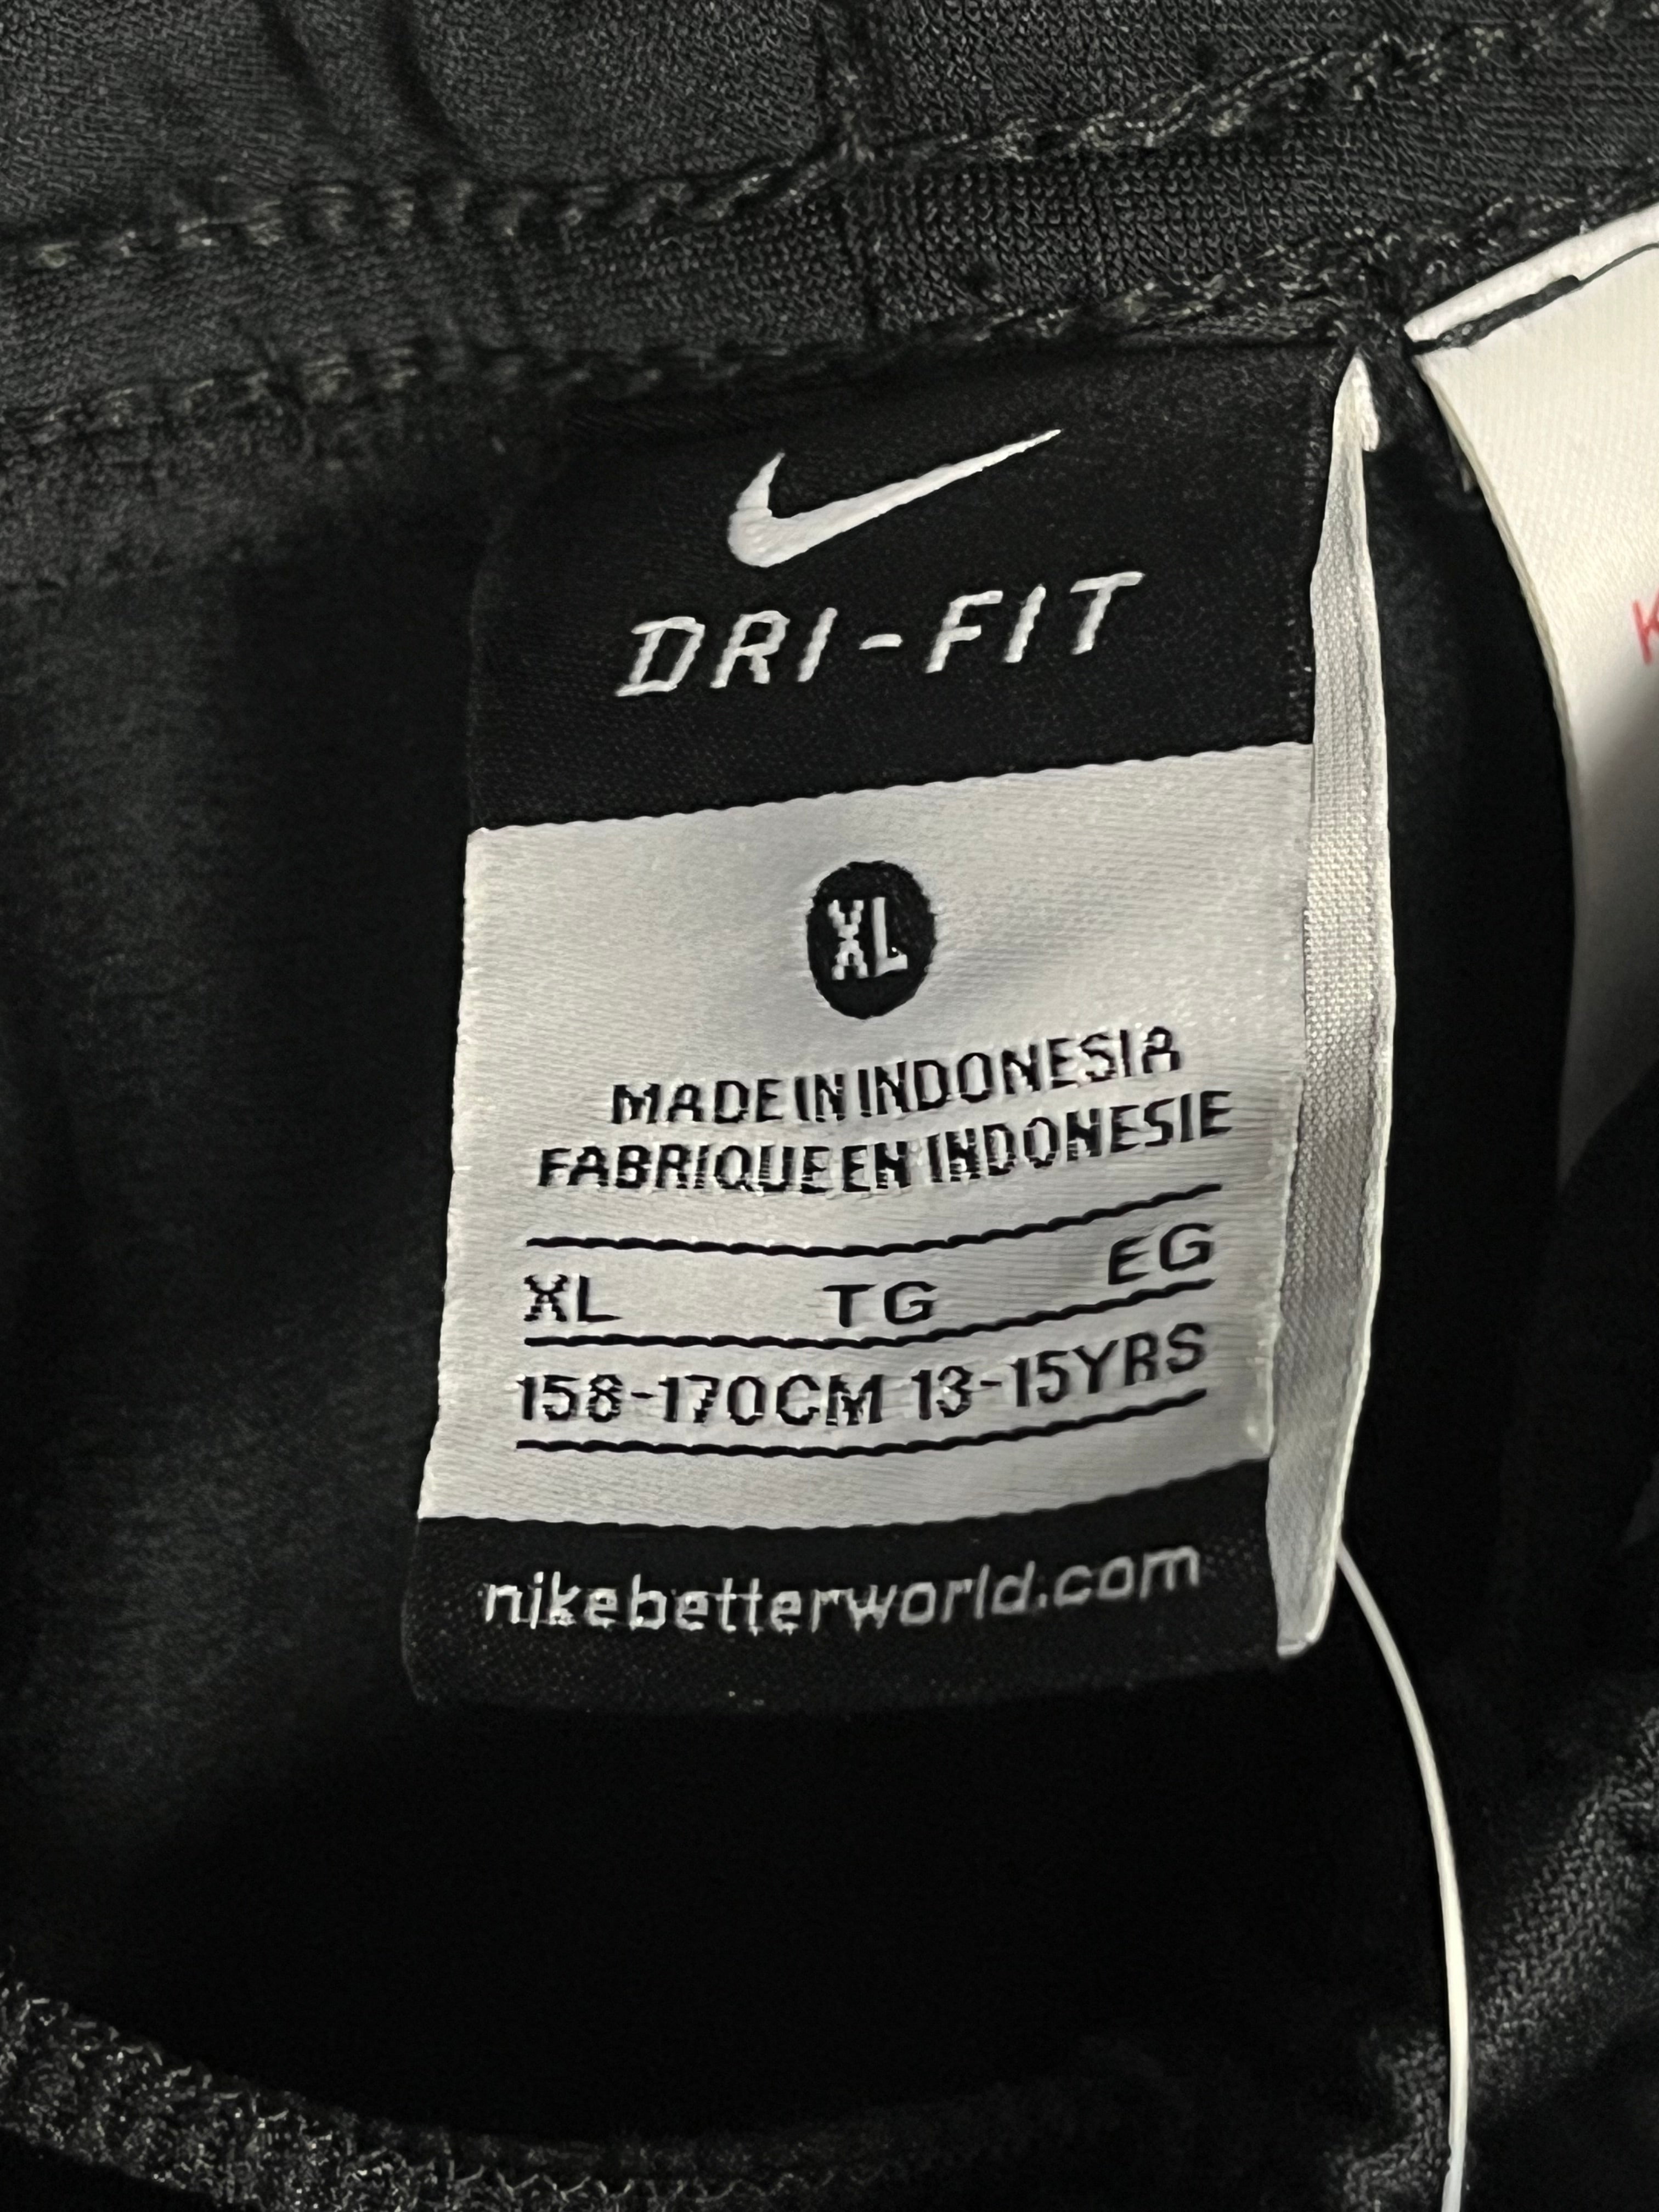 DRI-FIT
XL
MADE IN INDONESIA
FABRIQUE EN INDONESIE
XL TG EG
158-170CM 13-15YRS
nikebetterworld.com
K